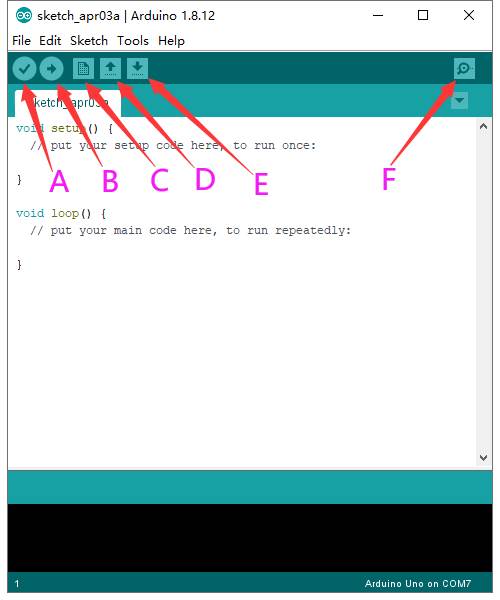 sketch_apr03a | Arduino 1.8.12
File Edit Sketch Tools Help
sketch_apr03a
void setup() {
// put your setup code here, to run once:
}
void loop() {
// put your main code here, to run repeatedly:
}
A
B
C
D
E
F
1
Arduino Uno on COM7